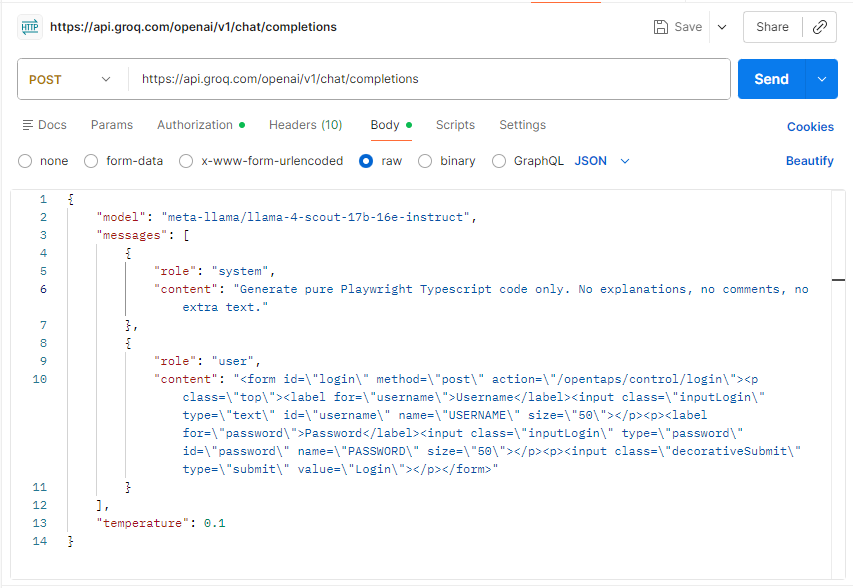 HTTP https://api.groq.com/openai/v1/chat/completions Save Share
POST https://api.groq.com/openai/v1/chat/completions Send
Docs Params Authorization Headers (10) Body Scripts Settings Cookies
none form-data x-www-form-urlencoded raw binary GraphQL JSON Beautify
1 {
2 "model": "meta-llama/llama-4-scout-17b-16e-instruct",
3 "messages": [
4 {
5 "role": "system",
6 "content": "Generate pure Playwright Typescript code only. No explanations, no comments, no
extra text."
7 },
8 {
9 "role": "user",
10 "content": "<form id=\"login\" method=\"post\" action=\"/opentaps/control/login\"><p
class=\"top\"><label for=\"username\">Username</label><input class=\"inputLogin\"
type=\"text\" id=\"username\" name=\"USERNAME\" size=\"50\"></p><p><label
for=\"password\">Password</label><input class=\"inputLogin\" type=\"password\"
id=\"password\" name=\"PASSWORD\" size=\"50\"></p><p><input class=\"decorativeSubmit\"
type=\"submit\" value=\"Login\"></p></form>"
11 }
12 ],
13 "temperature": 0.1
14 }